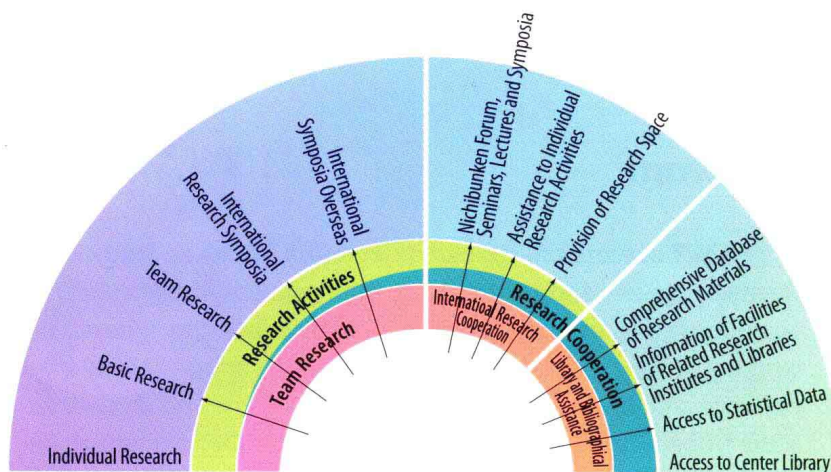 Individual Research
Basic Research
Team Research
International
Research Symposia
International
Symposia Overseas
Nichibunken Forum,
Seminars, Lectures and Symposia
Assistance to Individual
Research Activities
Provision of Research Space
Comprehensive Database
of Research Materials
Information of Facilities
of Related Research
Institutes and Libraries
Access to Statistical Data
Access to Center Library
Research Activities
Research Cooperation
Team Research
Internatioal Research
Cooperation
Library and Bibliographical
Assistance